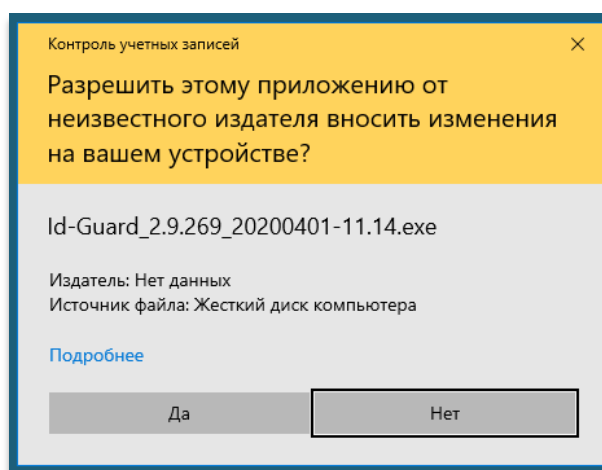 Контроль учетных записей
Разрешить этому приложению от
неизвестного издателя вносить изменения
на вашем устройстве?
Id-Guard_2.9.269_20200401-11.14.exe
Издатель: Нет данных
Источник файла: Жесткий диск компьютера
Подробнее
Да
Нет